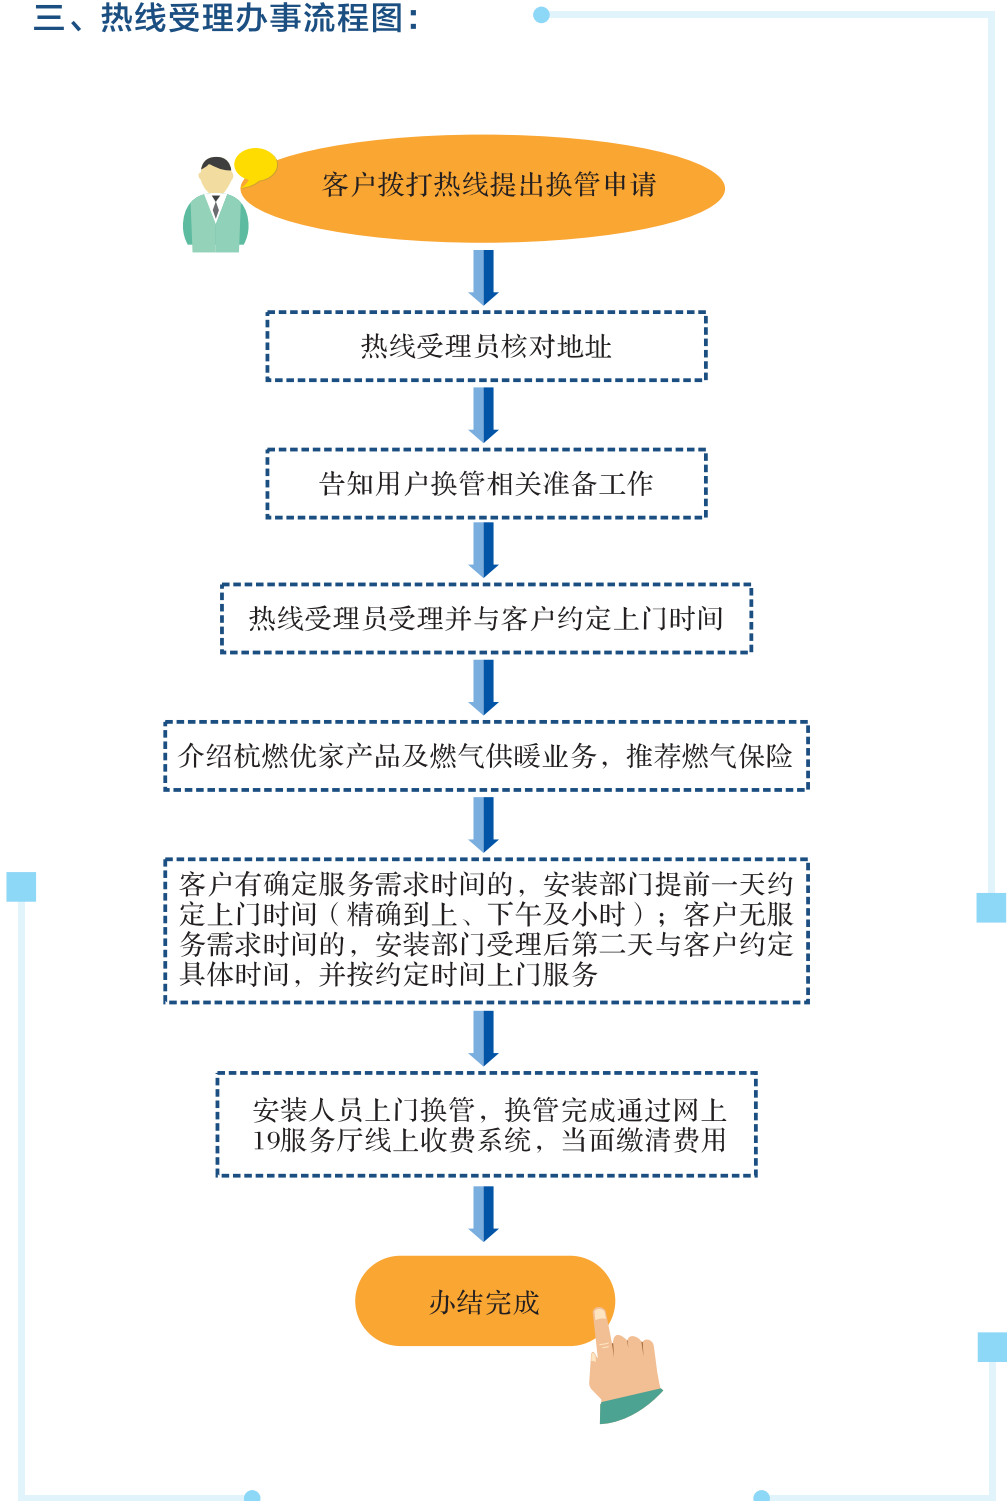 三、热线受理办事流程图：
客户拨打热线提出换管申请
热线受理员核对地址
告知用户换管相关准备工作
热线受理员受理并与客户约定上门时间
介绍杭燃优家产品及燃气供暖业务，推荐燃气保险
客户有确定服务需求时间的，安装部门提前一天约
定上门时间（精确到上、下午及小时）；客户无服
务需求时间的，安装部门受理后第二天与客户约定
具体时间，并按约定时间上门服务
安装人员上门换管，换管完成通过网上
19服务厅线上收费系统，当面缴清费用
办结完成